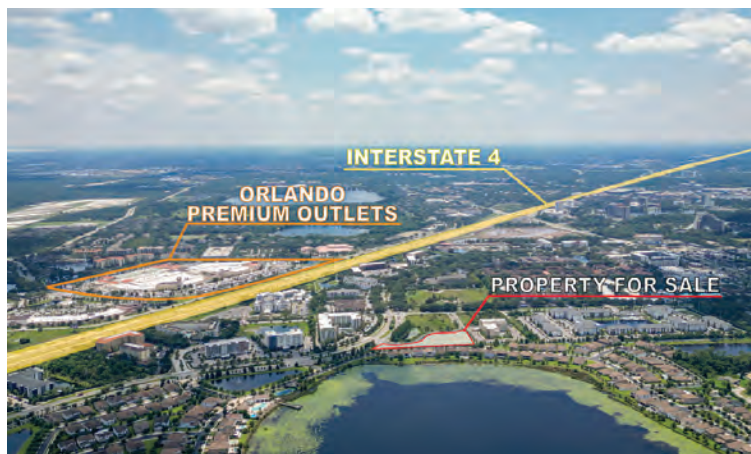 INTERSTATE 4
ORLANDO
PREMIUM OUTLETS
PROPERTY FOR SALE